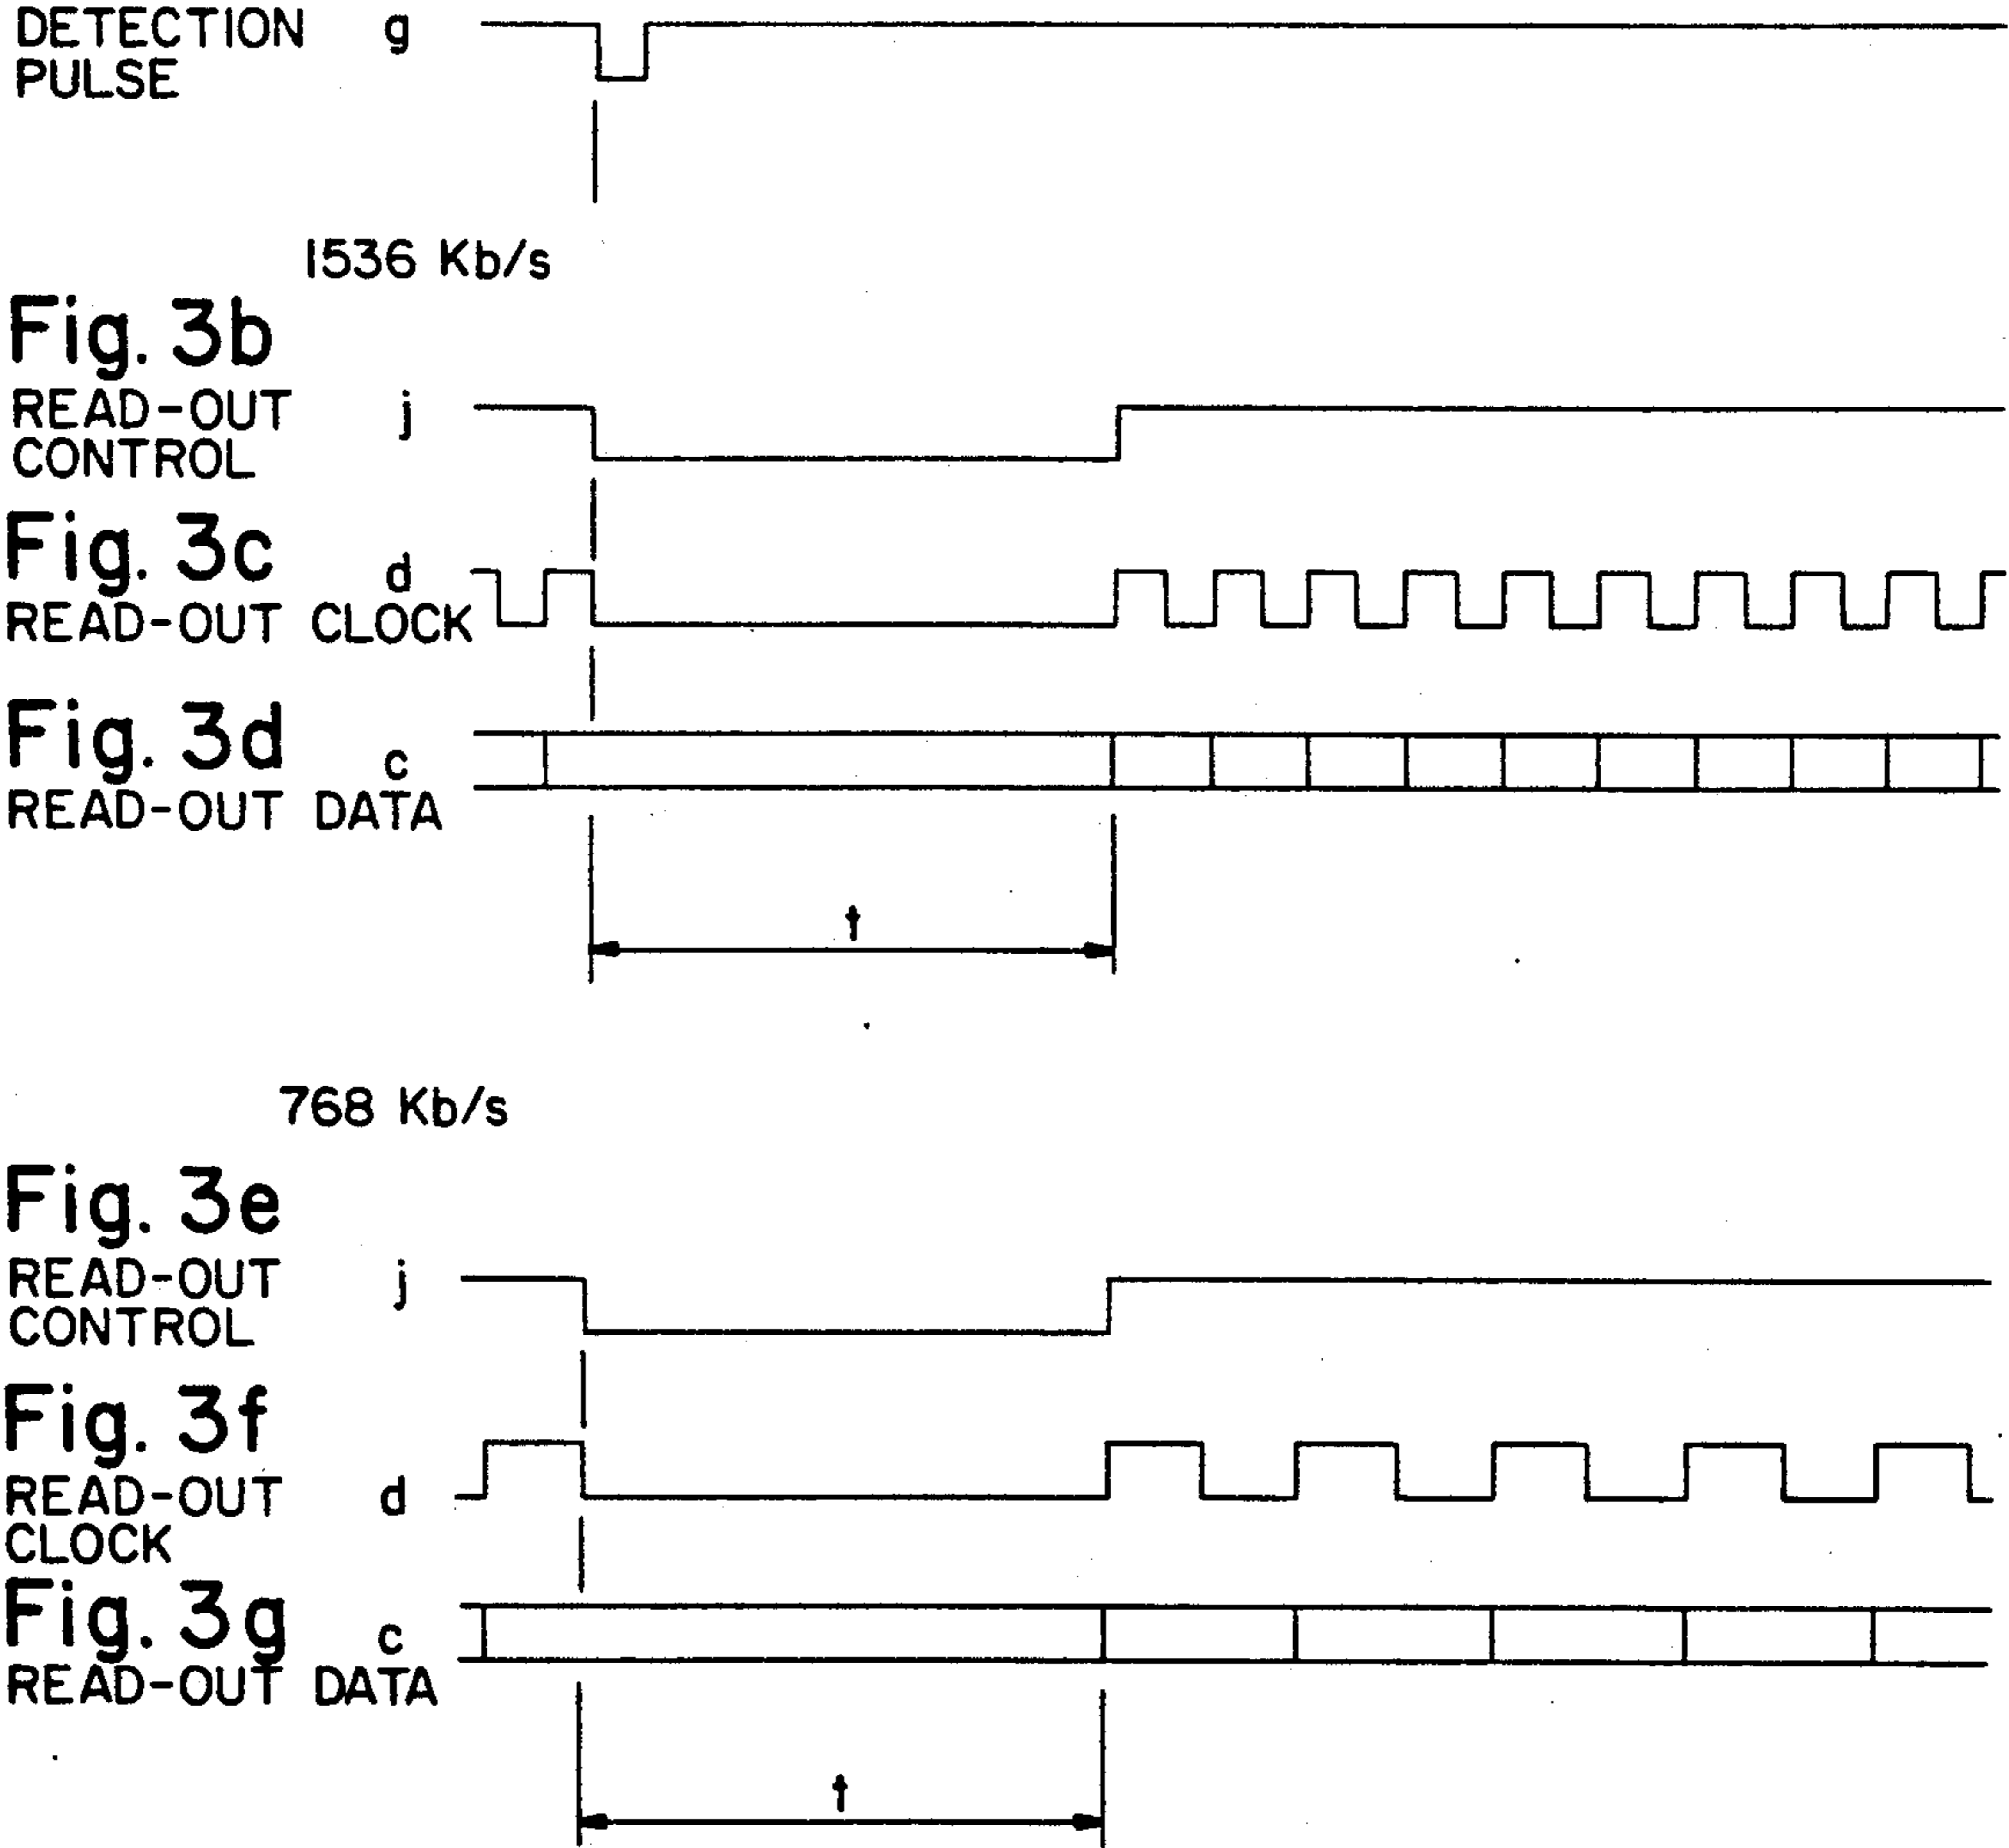 DETECTION g
PULSE
1536 Kb/s
Fig. 3b
READ-OUT j
CONTROL
Fig. 3c
d
READ-OUT CLOCK
Fig. 3d
c
READ-OUT DATA
t
768 Kb/s
Fig. 3e
READ-OUT j
CONTROL
Fig. 3f
READ-OUT d
CLOCK
Fig. 3g c
READ-OUT DATA
t